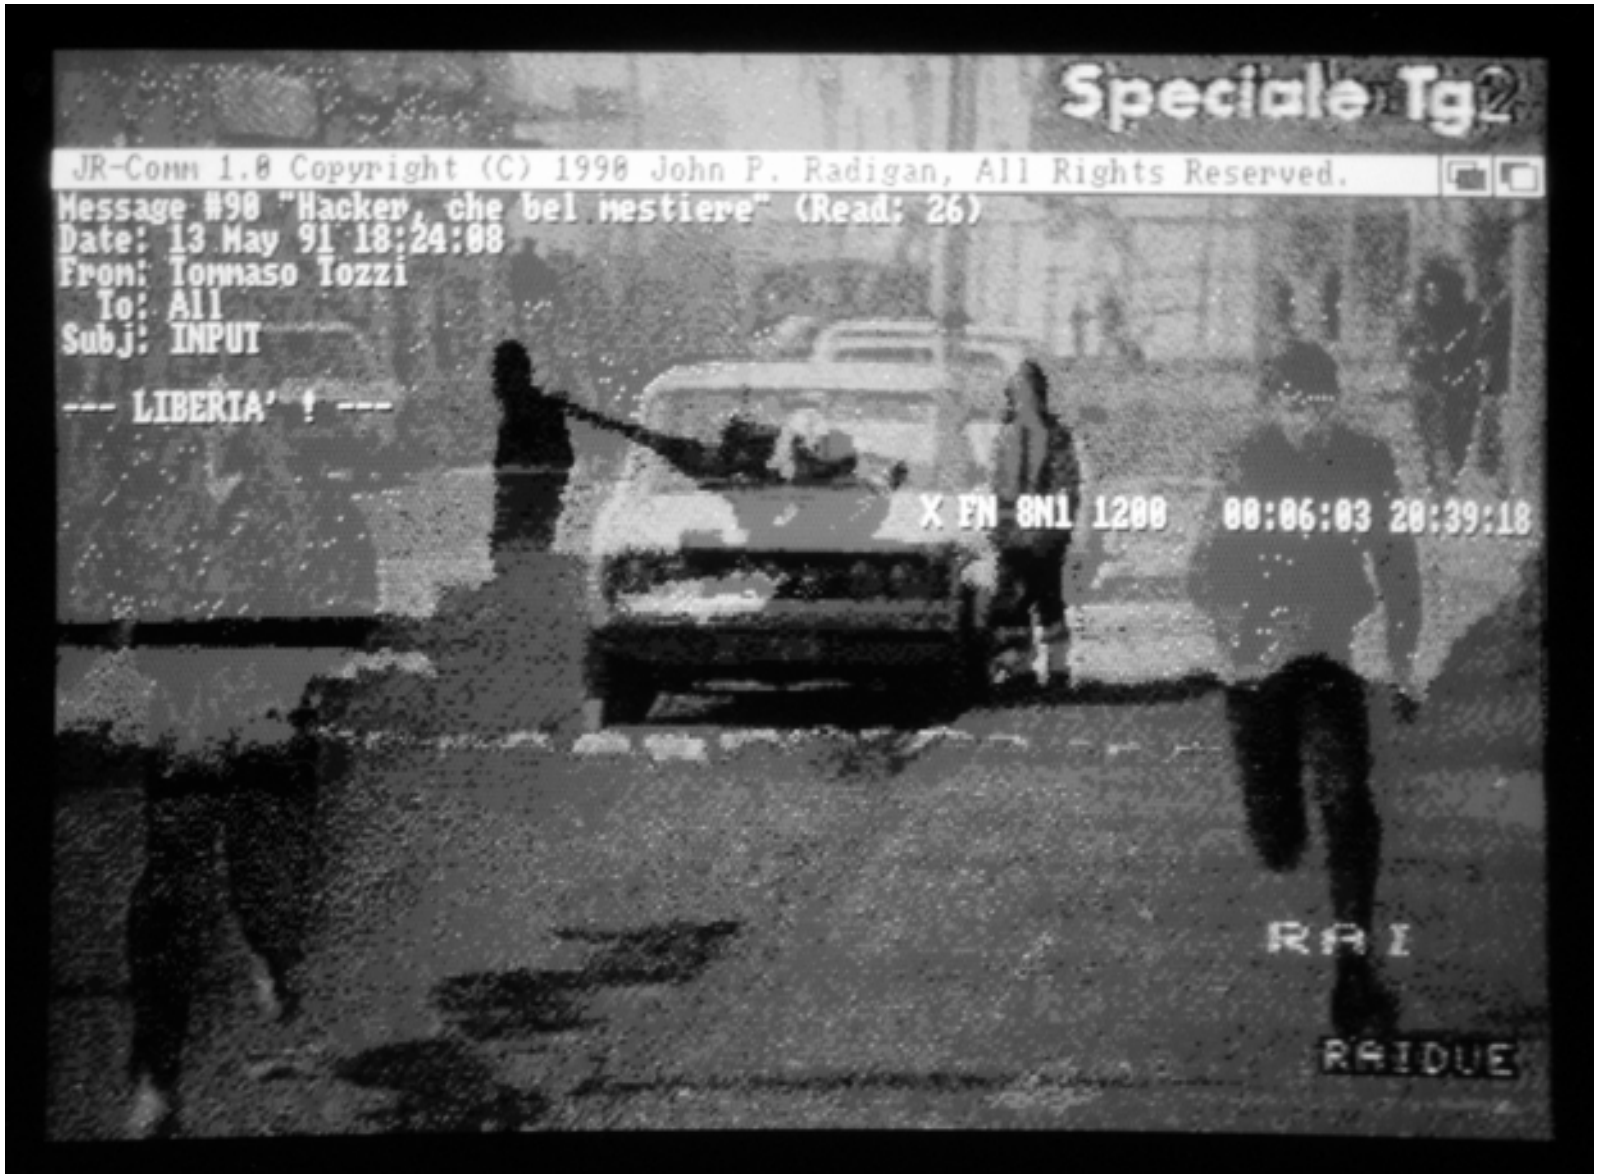 Speciale Tg2
JR-Comm 1.0 Copyright (C) 1990 John P. Radigan, All Rights Reserved.
Message #90 "Hacker, che bel mestiere" (Read: 26)
Date: 13 May 91 18:24:08
From: Tommaso Tozzi
To: All
Subj: INPUT
--- LIBERTA' ! ---
X FN 8N1 1200 00:06:03 20:39:18
RAI
RAIDUE